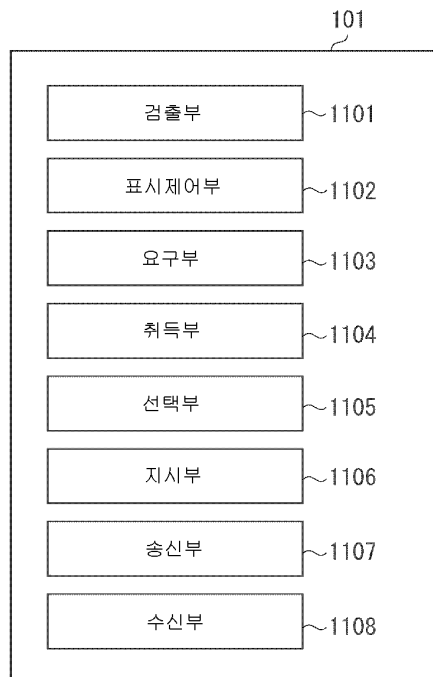 101
검출부 1101
표시제어부 1102
요구부 1103
취득부 1104
선택부 1105
지시부 1106
송신부 1107
수신부 1108